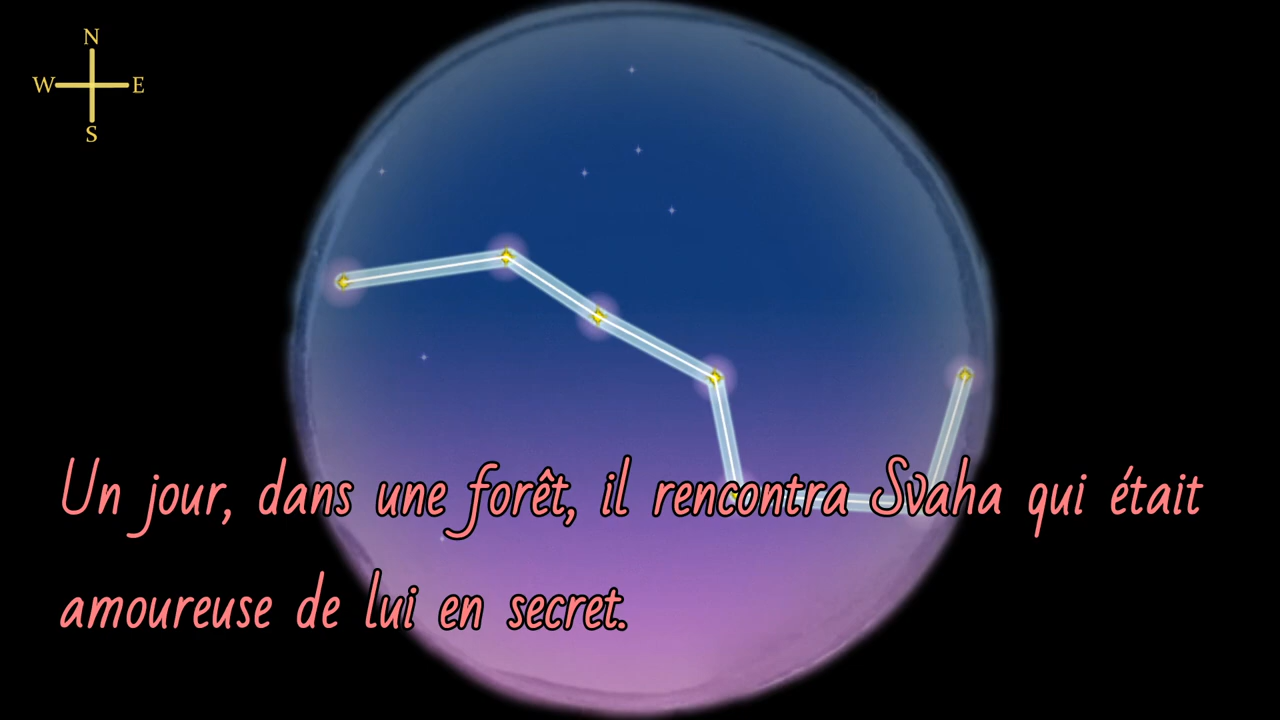 N
W E
S
Un jour, dans une forêt, il rencontra Svaha qui était
amoureuse de lui en secret.